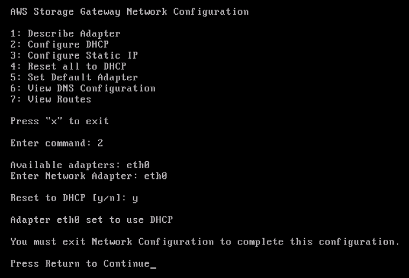 AWS Storage Gateway Network Configuration
1: Describe Adapter
2: Configure DHCP
3: Configure Static IP
4: Reset all to DHCP
5: Set Default Adapter
6: View DNS Configuration
7: View Routes
Press "x" to exit
Enter command: 2
Available adapters: eth0
Enter Network Adapter: eth0
Reset to DHCP [y/n]: y
Adapter eth0 set to use DHCP
You must exit Network Configuration to complete this configuration.
Press Return to Continue_